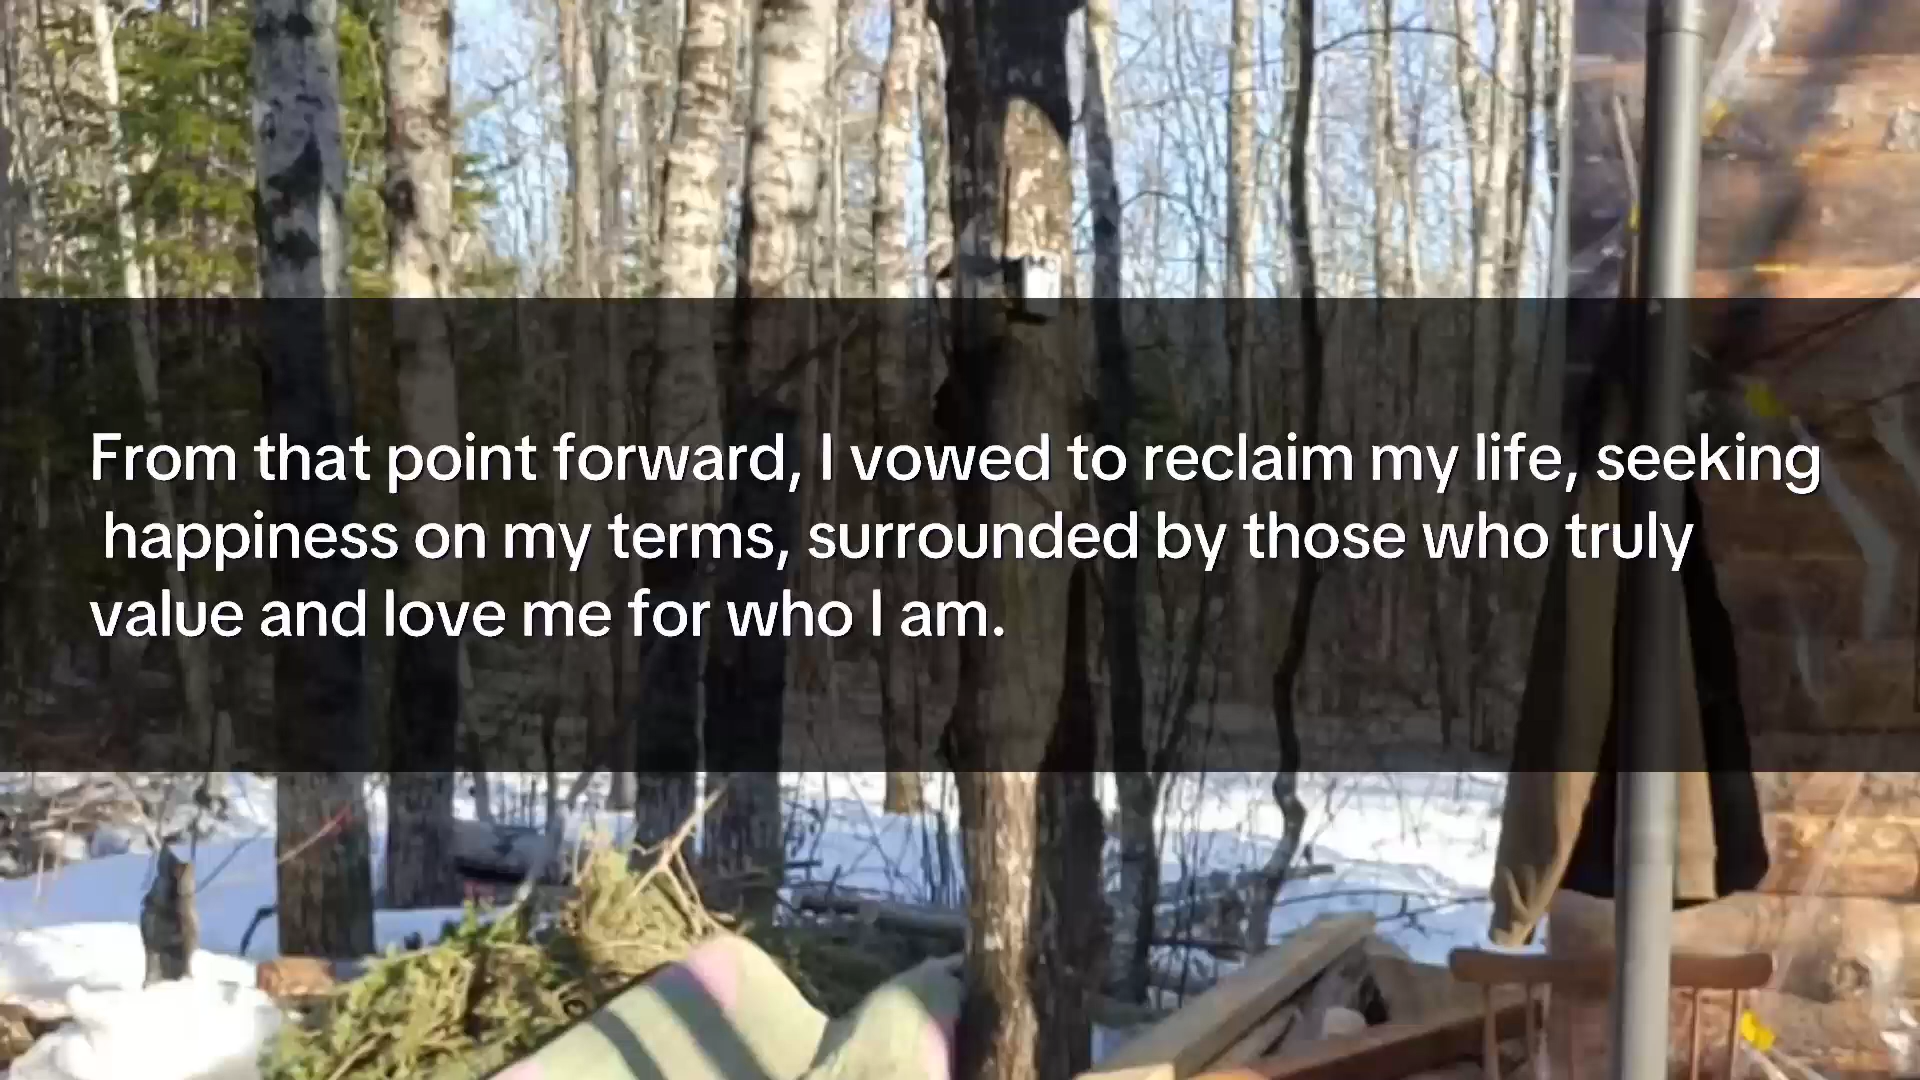 From that point forward, I vowed to reclaim my life, seeking
happiness on my terms, surrounded by those who truly
value and love me for who I am.